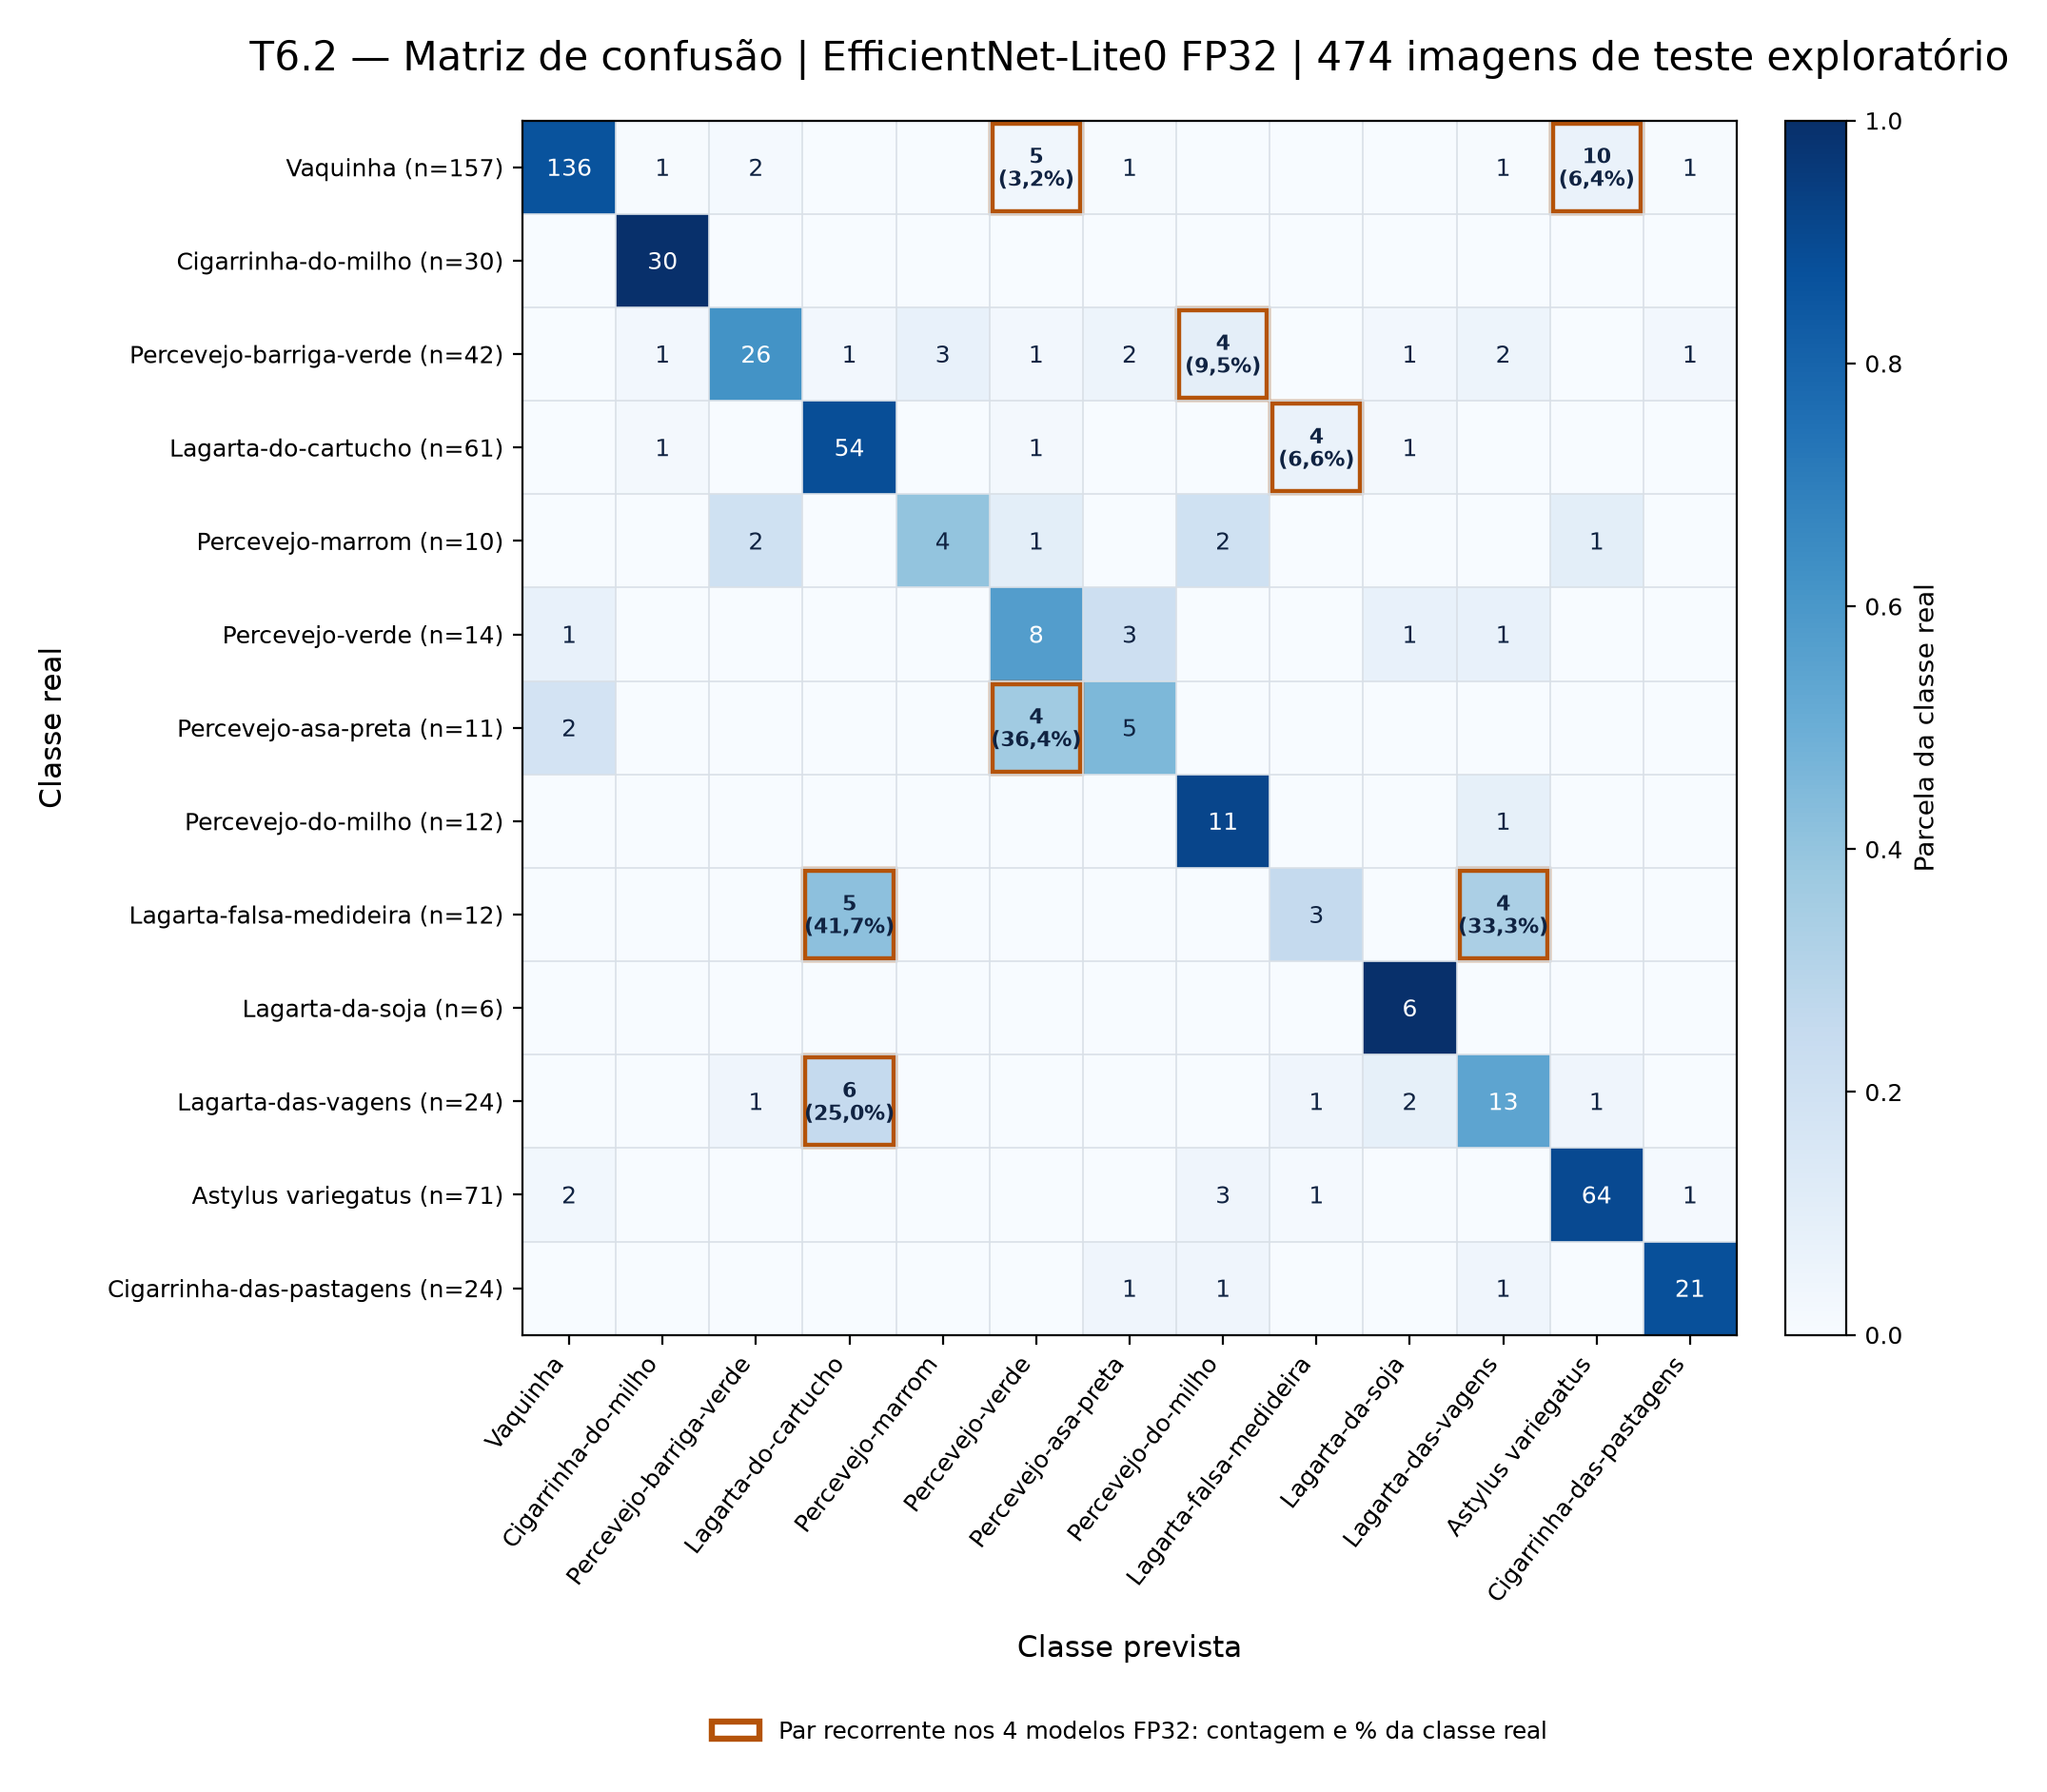 T6.2 — Matriz de confusão | EfficientNet-Lite0 FP32 | 474 imagens de teste exploratório
Classe real
Vaquinha (n=157) 136 1 2 5 (3,2%) 1 1 10 (6,4%) 1
Cigarrinha-do-milho (n=30) 30
Percevejo-barriga-verde (n=42) 1 26 1 3 1 2 4 (9,5%) 1 2 1
Lagarta-do-cartucho (n=61) 1 54 1 4 (6,6%) 1
Percevejo-marrom (n=10) 2 4 1 2 1
Percevejo-verde (n=14) 1 8 3 1 1
Percevejo-asa-preta (n=11) 2 4 (36,4%) 5
Percevejo-do-milho (n=12) 11 1
Lagarta-falsa-medideira (n=12) 5 (41,7%) 3 4 (33,3%)
Lagarta-da-soja (n=6) 6
Lagarta-das-vagens (n=24) 1 6 (25,0%) 1 2 13 1
Astylus variegatus (n=71) 2 3 1 64 1
Cigarrinha-das-pastagens (n=24) 1 1 1 21
Vaquinha
Cigarrinha-do-milho
Percevejo-barriga-verde
Lagarta-do-cartucho
Percevejo-marrom
Percevejo-verde
Percevejo-asa-preta
Percevejo-do-milho
Lagarta-falsa-medideira
Lagarta-da-soja
Lagarta-das-vagens
Astylus variegatus
Cigarrinha-das-pastagens
Classe prevista
1.0
0.8
0.6
0.4
0.2
0.0
Parcela da classe real
Par recorrente nos 4 modelos FP32: contagem e % da classe real